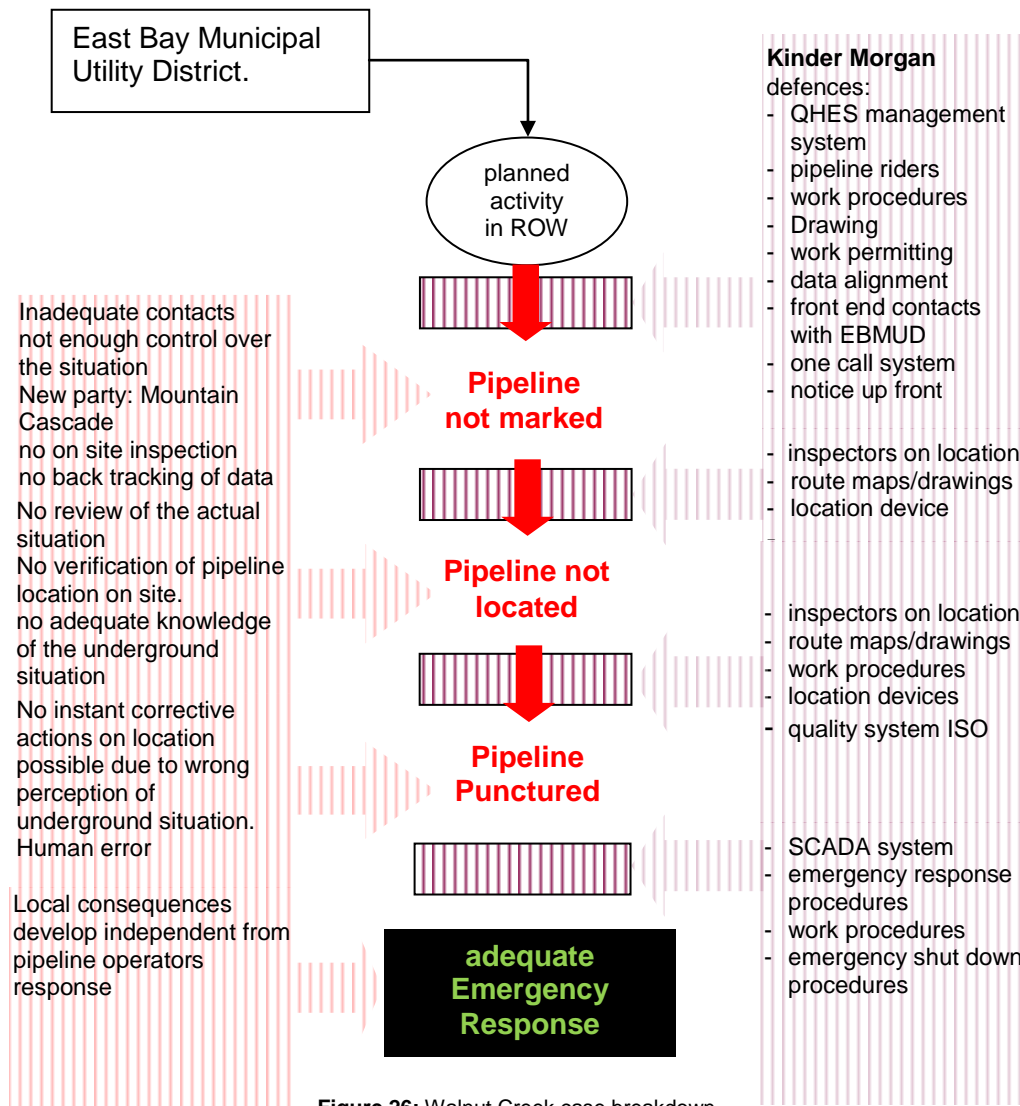 East Bay Municipal
Utility District.
planned
activity
in ROW
Kinder Morgan
defences:
- QHES management
system
- pipeline riders
- work procedures
- Drawing
- work permitting
- data alignment
- front end contacts
with EBMUD
- one call system
- notice up front
Inadequate contacts
not enough control over
the situation
New party: Mountain
Cascade
no on site inspection
no back tracking of data
Pipeline
not marked
- inspectors on location
- route maps/drawings
- location device
No review of the actual
situation
No verification of pipeline
location on site.
no adequate knowledge
of the underground
situation
Pipeline not
located
- inspectors on location
- route maps/drawings
- work procedures
- location devices
- quality system ISO
No instant corrective
actions on location
possible due to wrong
perception of
underground situation.
Human error
Pipeline
Punctured
- SCADA system
- emergency response
procedures
- work procedures
- emergency shut down
procedures
Local consequences
develop independent from
pipeline operators
response
adequate
Emergency
Response
Figure 26: Walnut Creek case breakdown